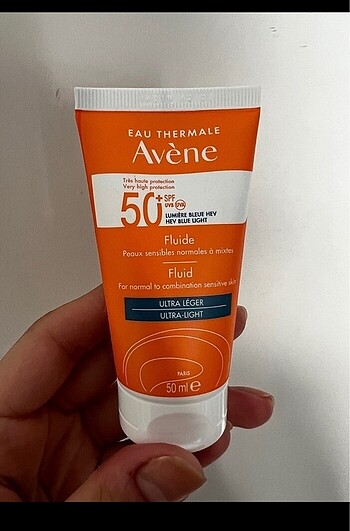 EAU THERMALE
Avène
Très haute protection
Very high protection
50+ SPF
UVB UVA
LUMIÈRE BLEUE HEV
HEV BLUE LIGHT
Fluide
Peaux sensibles normales à mixtes
Fluid
For normal to combination sensitive skin
ULTRA LÉGER
ULTRA-LIGHT
PARIS
50 ml e